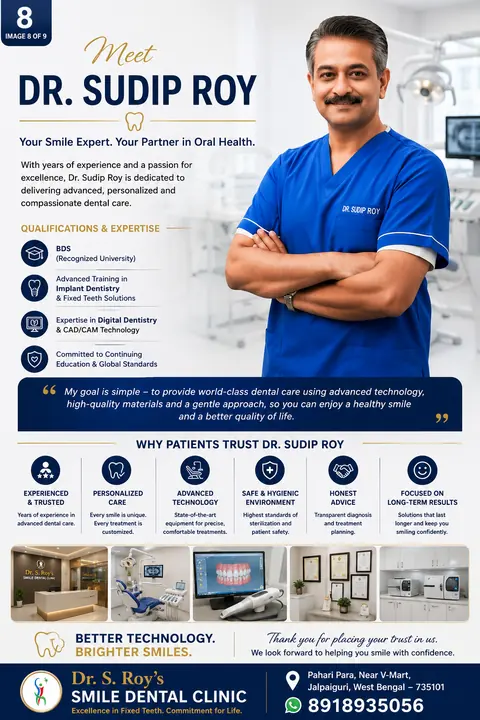 8
IMAGE 8 OF 9
Meet
DR. SUDIP ROY
Your Smile Expert. Your Partner in Oral Health.
With years of experience and a passion for
excellence, Dr. Sudip Roy is dedicated to
delivering advanced, personalized and
compassionate dental care.
QUALIFICATIONS & EXPERTISE
BDS
(Recognized University)
Advanced Training in
Implant Dentistry
& Fixed Teeth Solutions
Expertise in Digital Dentistry
& CAD/CAM Technology
Committed to Continuing
Education & Global Standards
DR. SUDIP ROY
“ My goal is simple – to provide world-class dental care using advanced technology,
high-quality materials and a gentle approach, so you can enjoy a healthy smile
and a better quality of life. ”
WHY PATIENTS TRUST DR. SUDIP ROY
EXPERIENCED
& TRUSTED
Years of experience in
advanced dental care.
PERSONALIZED
CARE
Every smile is unique.
Every treatment is
customized.
ADVANCED
TECHNOLOGY
State-of-the-art
equipment for precise,
comfortable treatments.
SAFE & HYGIENIC
ENVIRONMENT
Highest standards of
sterilization and
patient safety.
HONEST
ADVICE
Transparent diagnosis
and treatment
planning.
FOCUSED ON
LONG-TERM RESULTS
Solutions that last
longer and keep you
smiling confidently.
Dr. S. Roy's
SMILE DENTAL CLINIC
BETTER TECHNOLOGY.
BRIGHTER SMILES.
Thank you for placing your trust in us.
We look forward to helping you smile with confidence.
Dr. S. Roy's
SMILE DENTAL CLINIC
Excellence in Fixed Teeth. Commitment for Life.
Pahari Para, Near V-Mart,
Jalpaiguri, West Bengal – 735101
8918935056